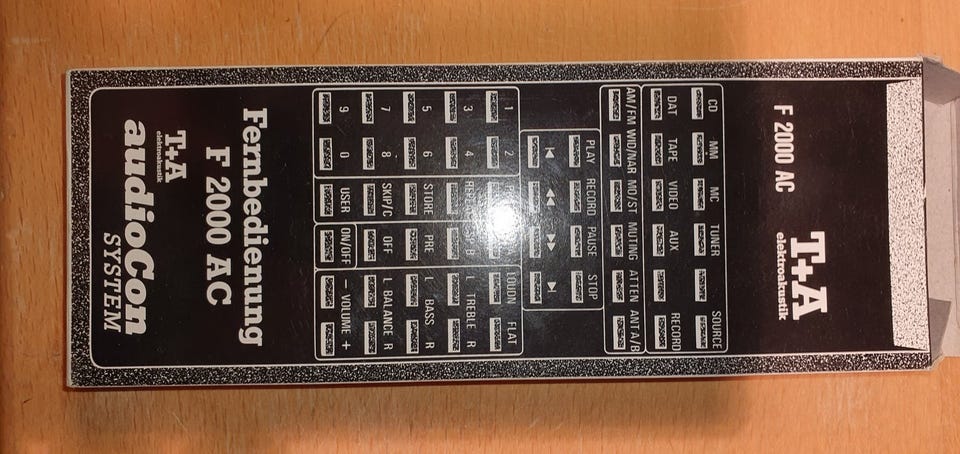 F 2000 AC
T+A
elektroakustik
CD MM MC TUNER SOURCE
DAT TAPE VIDEO AUX RECORD
AM/FM WID/NAR MO/ST MUTING ATTEN ANTA/B
PLAY RECORD PAUSE STOP
1 2 LOUDN FLAT
3 4 L TREBLE R
5 6 STORE PRE L BASS R
7 8 SKIP/C OFF L BALANCE R
9 0 USER ON/OFF − VOLUME +
Fernbedienung
F 2000 AC
T+A
elektroakustik
audioCon
SYSTEM